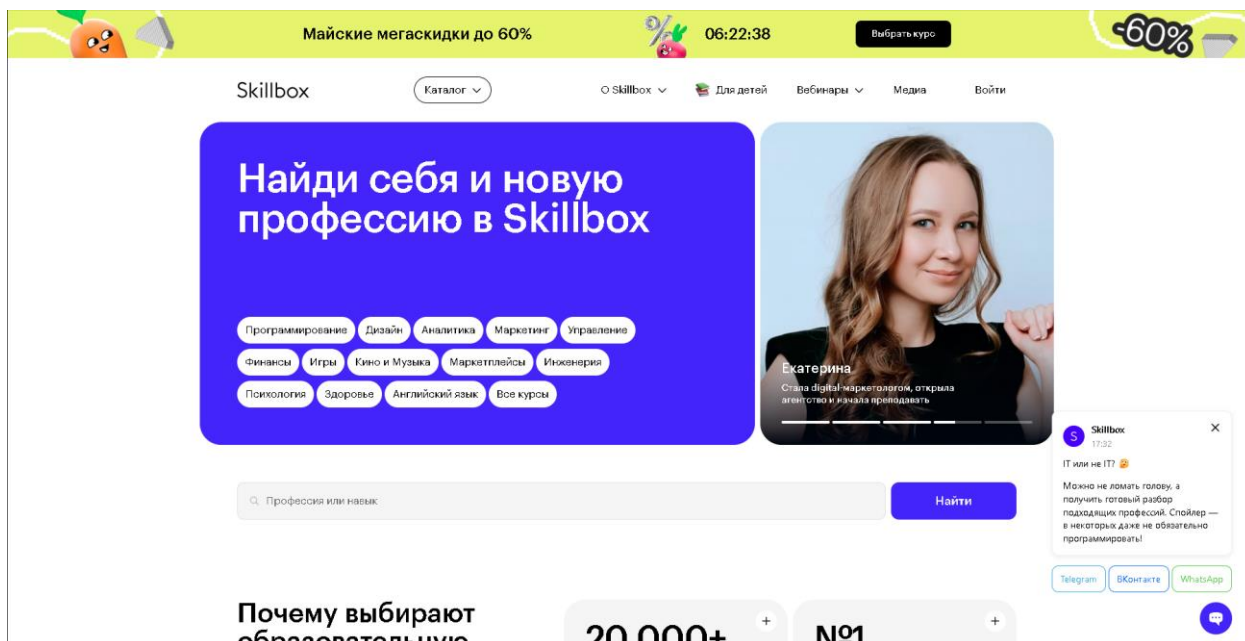 Майские мегаскидки до 60%
06:22:38
Выбрать курс
-60%
Skillbox
Каталог
О Skillbox
Для детей
Вебинары
Медиа
Войти
Найди себя и новую
профессию в Skillbox
Программирование
Дизайн
Аналитика
Маркетинг
Управление
Финансы
Игры
Кино и Музыка
Маркетплейсы
Инженерия
Психология
Здоровье
Английский язык
Все курсы
Екатерина
Стала digital-маркетологом, открыла
агентство и начала преподавать
Профессия или навык
Найти
S
Skillbox
17:32
IT или не IT? 🤔
Можно не ломать голову, а
получить готовый разбор
подходящих профессий. Спойлер —
в некоторых даже не обязательно
программировать!
Telegram
ВКонтакте
WhatsApp
Почему выбирают
образовательную
20 000+
№1